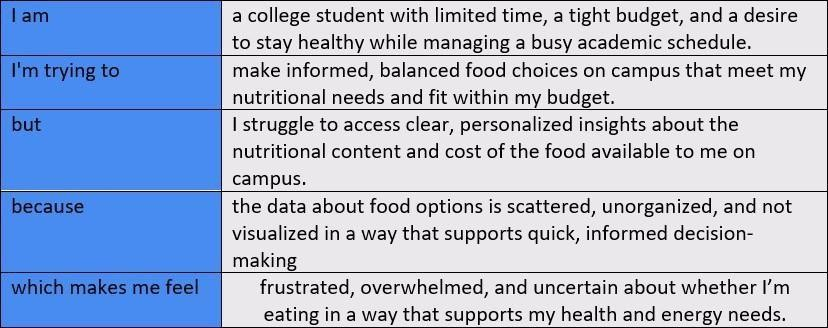 I am
a college student with limited time, a tight budget, and a desire
to stay healthy while managing a busy academic schedule.
I'm trying to
make informed, balanced food choices on campus that meet my
nutritional needs and fit within my budget.
but
I struggle to access clear, personalized insights about the
nutritional content and cost of the food available to me on
campus.
because
the data about food options is scattered, unorganized, and not
visualized in a way that supports quick, informed decision-
making
which makes me feel
frustrated, overwhelmed, and uncertain about whether I’m
eating in a way that supports my health and energy needs.